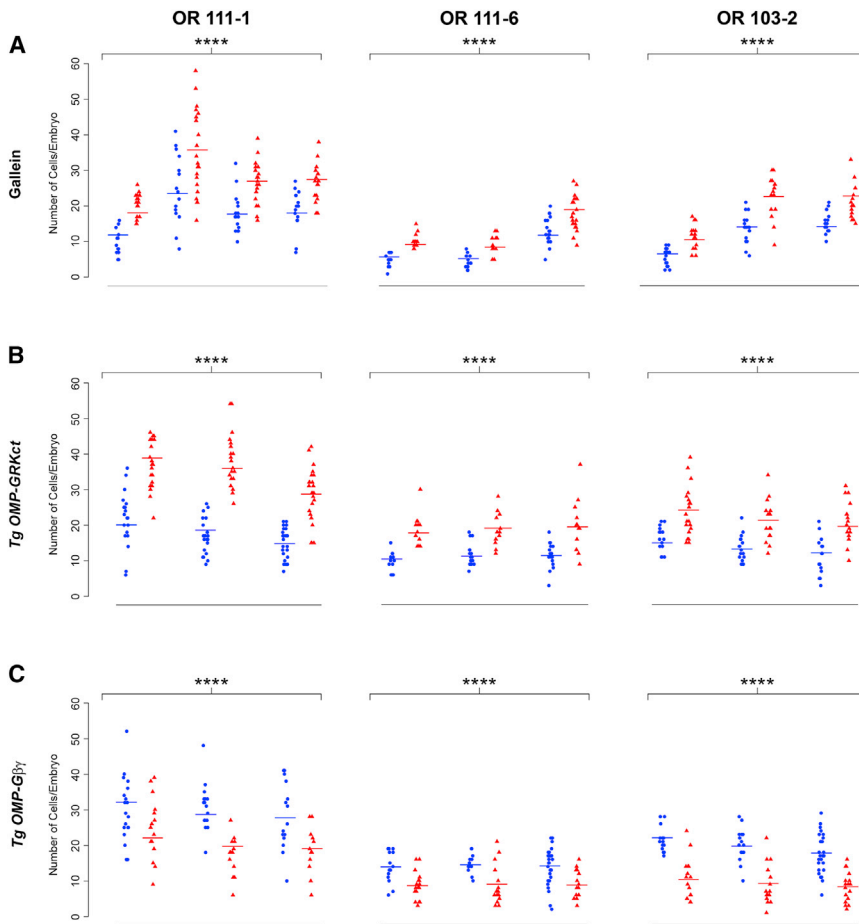 OR 111-1 OR 111-6 OR 103-2
A
**** **** ****
Gallein
Number of Cells/Embryo
60
50
40
30
20
10
0
B
**** **** ****
Tg OMP-GRKct
Number of Cells/Embryo
60
50
40
30
20
10
0
C
**** **** ****
Tg OMP-Gβγ
Number of Cells/Embryo
60
50
40
30
20
10
0